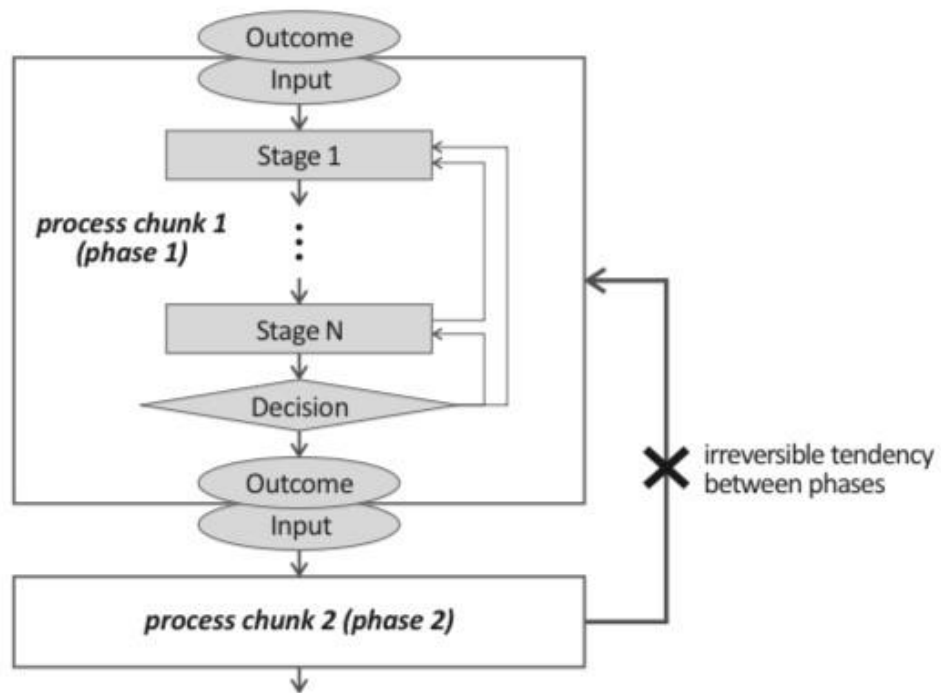 Outcome
Input
Stage 1
process chunk 1
(phase 1)
Stage N
Decision
irreversible tendency
between phases
Outcome
Input
process chunk 2 (phase 2)